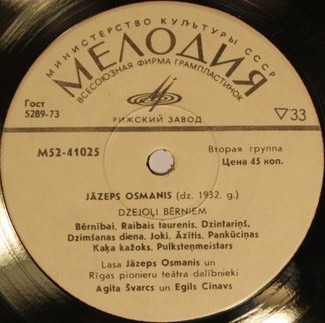 МИНИСТЕРСТВО КУЛЬТУРЫ СССР
МЕЛОДИЯ
ВСЕСОЮЗНАЯ ФИРМА ГРАМПЛАСТИНОК
РИЖСКИЙ ЗАВОД
Гост
5289-73
▽33
М52-41025
Вторая группа
Цена 45 коп.
JĀZEPS OSMANIS (dz. 1932. g.)
DZEJOĻI BĒRNIEM
Bērnībai, Raibais taurenis, Dzintariņš,
Dzimšanas diena, Joki, Āzītis, Pankūciņas
Kaķa kažoks, Pulksteņmeistars
Lasa Jāzeps Osmanis un
Rīgas pionieru teātra dalībnieki
Agita Švarcs un Egils Cinavs